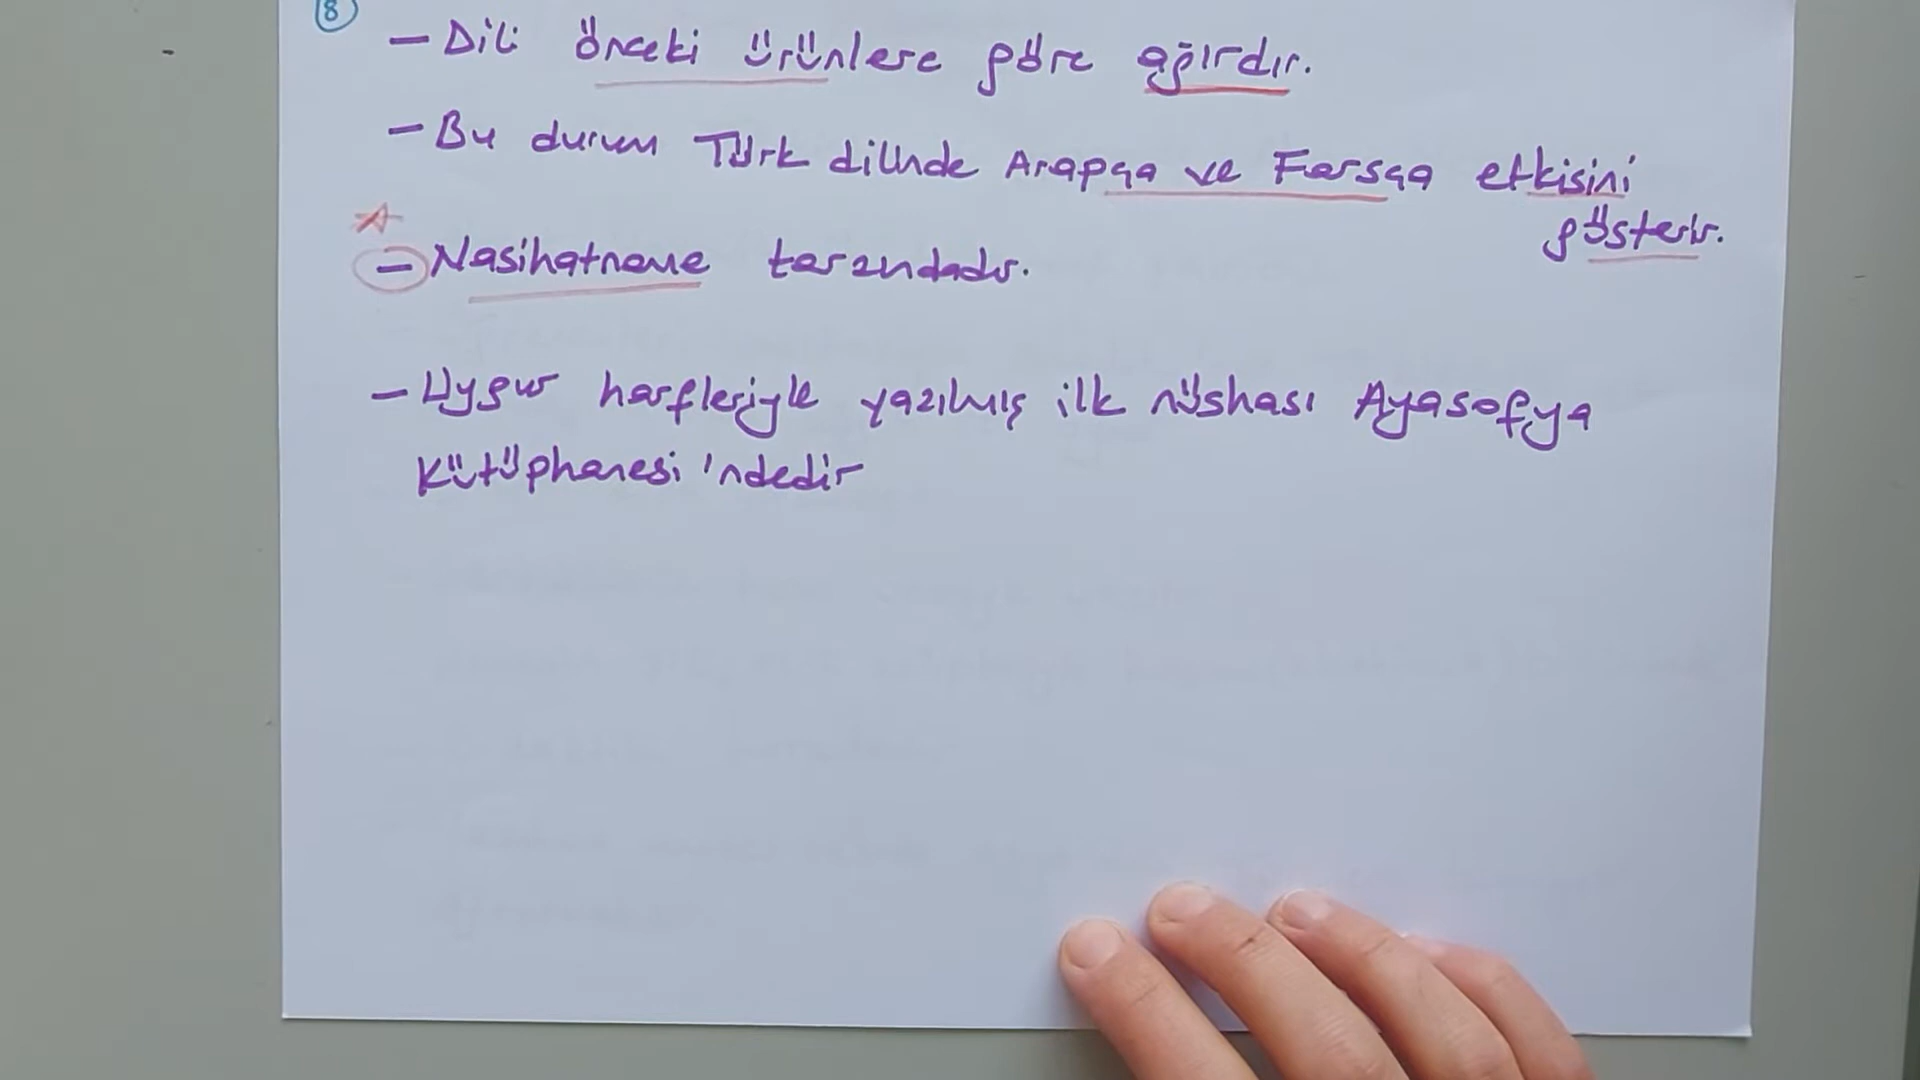 8
- Dili önceki ürünlere göre ağırdır.
- Bu durum Türk dilinde Arapça ve Farsça etkisini
gösterir.
- Nasihatname tarzındadır.
- Uygur harfleriyle yazılmış ilk nüshası Ayasofya
Kütüphanesi'ndedir